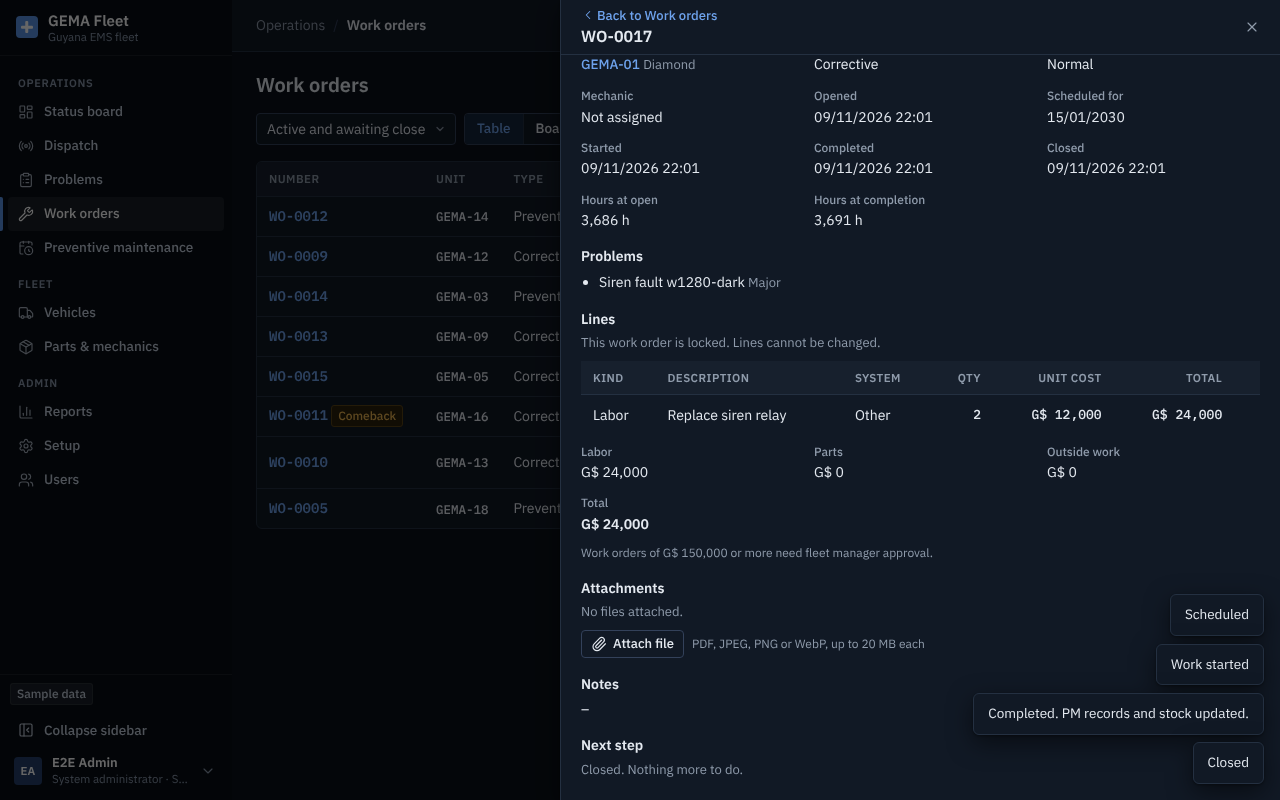 GEMA Fleet
Guyana EMS fleet
OPERATIONS
Status board
Dispatch
Problems
Work orders
Preventive maintenance
FLEET
Vehicles
Parts & mechanics
ADMIN
Reports
Setup
Users
Sample data
Collapse sidebar
EA
E2E Admin
System administrator · S...
Operations / Work orders
Work orders
Active and awaiting close
Table
Boa
NUMBER UNIT TYPE
WO-0012 GEMA-14 Prevent
WO-0009 GEMA-12 Correct
WO-0014 GEMA-03 Prevent
WO-0013 GEMA-09 Correct
WO-0015 GEMA-05 Correct
WO-0011 Comeback GEMA-16 Correct
WO-0010 GEMA-13 Correct
WO-0005 GEMA-18 Prevent
Back to Work orders
WO-0017
GEMA-01 Diamond Corrective Normal
Mechanic Opened Scheduled for
Not assigned 09/11/2026 22:01 15/01/2030
Started Completed Closed
09/11/2026 22:01 09/11/2026 22:01 09/11/2026 22:01
Hours at open Hours at completion
3,686 h 3,691 h
Problems
• Siren fault w1280-dark Major
Lines
This work order is locked. Lines cannot be changed.
KIND DESCRIPTION SYSTEM QTY UNIT COST TOTAL
Labor Replace siren relay Other 2 G$ 12,000 G$ 24,000
Labor Parts Outside work
G$ 24,000 G$ 0 G$ 0
Total
G$ 24,000
Work orders of G$ 150,000 or more need fleet manager approval.
Attachments
No files attached.
Attach file PDF, JPEG, PNG or WebP, up to 20 MB each
Notes
–
Next step
Closed. Nothing more to do.
Scheduled
Work started
Completed. PM records and stock updated.
Closed